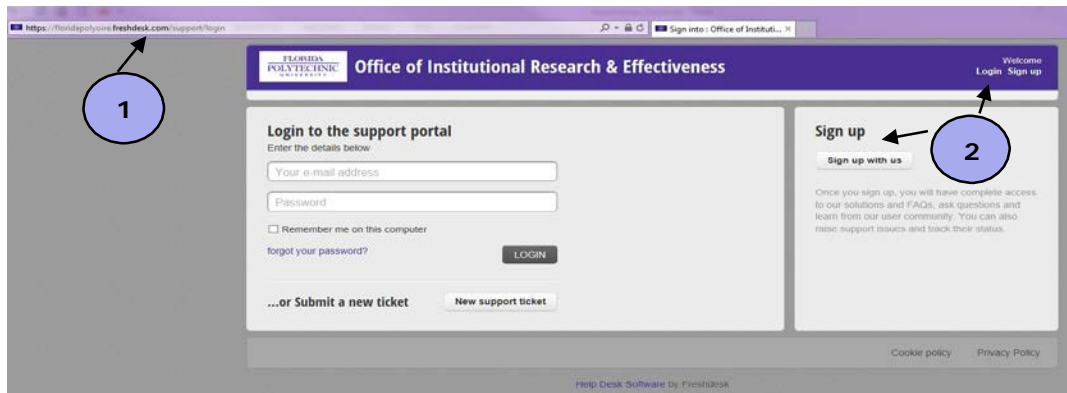 https://floridapolyoire.freshdesk.com/support/login
Sign into : Office of Instituti...
1
FLORIDA
POLYTECHNIC
UNIVERSITY
Office of Institutional Research & Effectiveness
Welcome
Login Sign up
Login to the support portal
Enter the details below
Your e-mail address
Password
Remember me on this computer
forgot your password?
LOGIN
...or Submit a new ticket
New support ticket
Sign up
2
Sign up with us
Once you sign up, you will have complete access
to our solutions and FAQs, ask questions and
learn from our user community. You can also
raise support issues and track their status.
Cookie policy Privacy Policy
Help Desk Software by Freshdesk